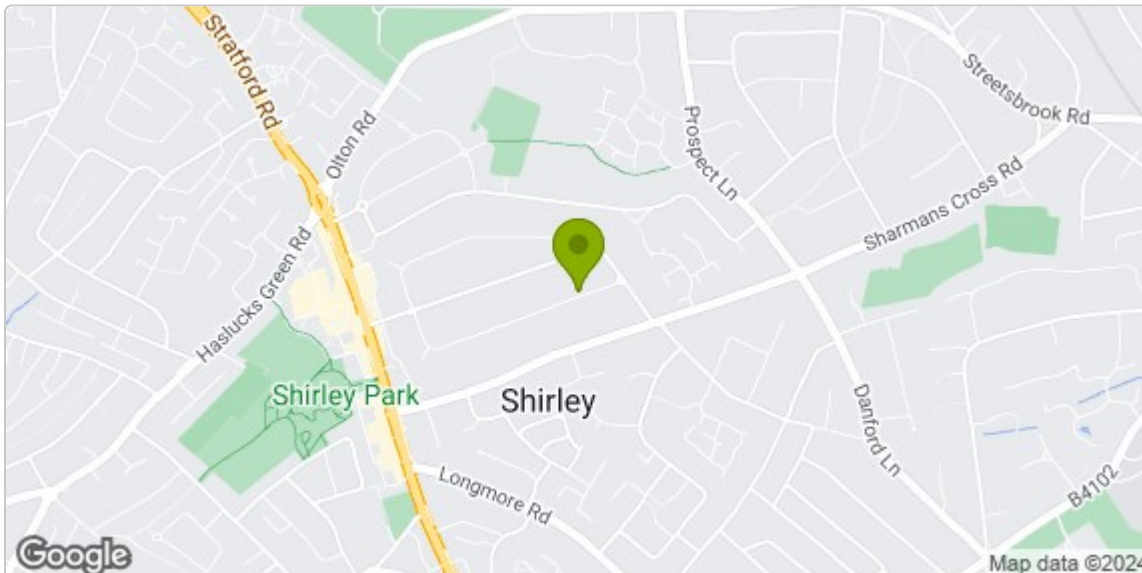 Stratford Rd
Olton Rd
Streetsbrook Rd
Prospect Ln
Sharmans Cross Rd
Haslucks Green Rd
Shirley Park
Shirley
Danford Ln
Longmore Rd
B4102
Google
Map data ©2024